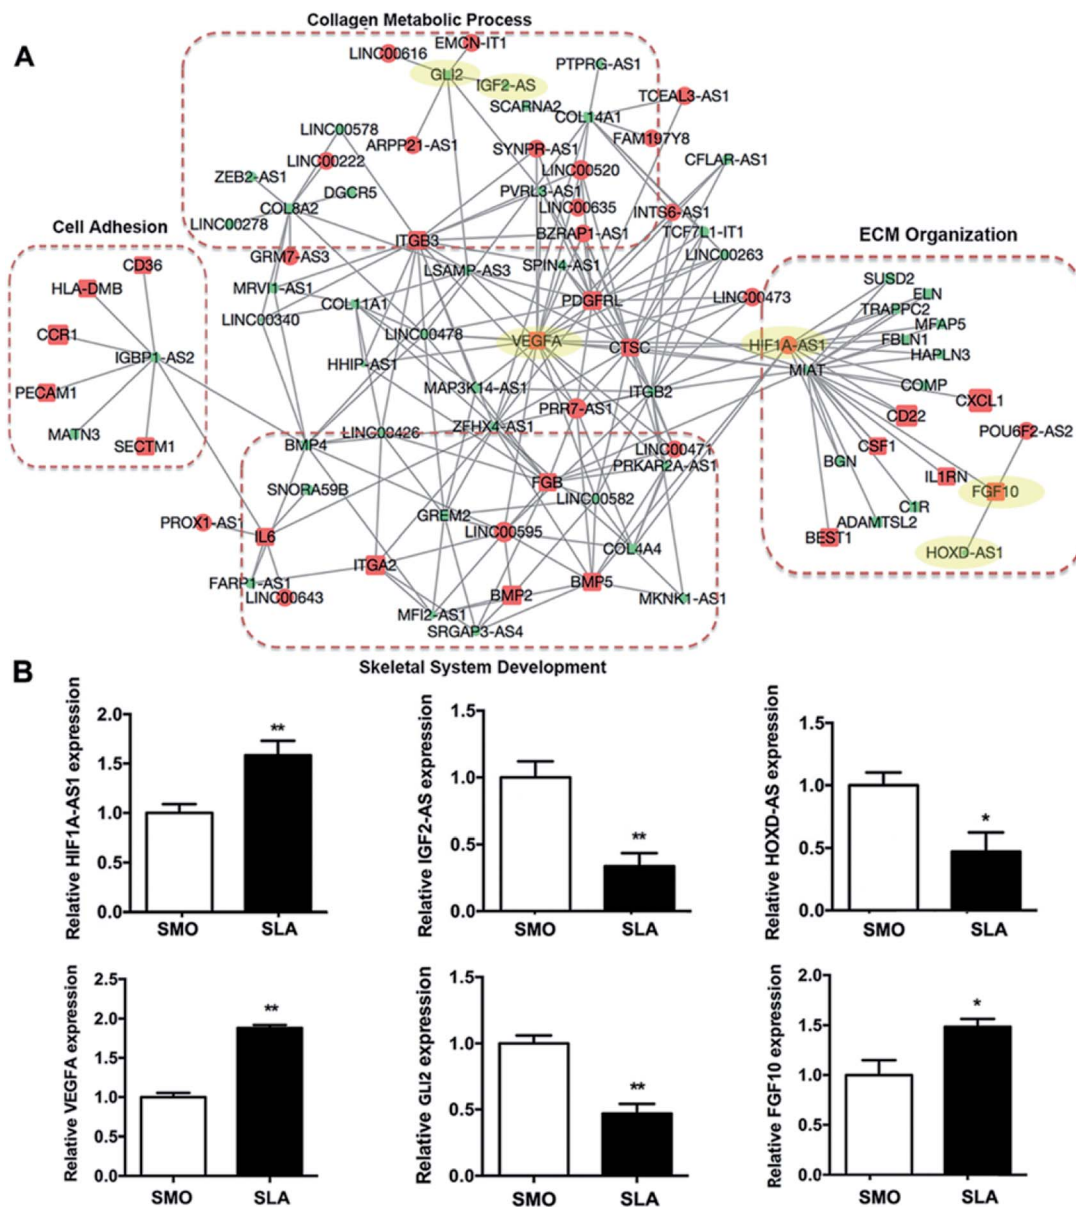 A
Collagen Metabolic Process
EMCN-IT1
LINC00616
GLI2
PTPRG-AS1
IGF2-AS
TCEAL3-AS1
SCARNA2
COL14A1
LINC00578
FAM197Y8
ARPP21-AS1
SYNPR-AS1
LINC00222
CFLAR-AS1
LINC00520
ZEB2-AS1
DGCR5
PVRL3-AS1
COL8A2
LINC00635
INTS6-AS1
LINC00278
BZRAP1-AS1
TCF7L1-IT1
Cell Adhesion
ITGB3
ECM Organization
GRM7-AS3
LINC00263
CD36
LSAMP-AS3
SPIN4-AS1
SUSD2
HLA-DMB
MRVI1-AS1
ELN
COL11A1
PDGFRL
LINC00473
TRAPPC2
LINC00340
MFAP5
CCR1
LINC00478
VEGFA
CTSC
HIF1A-AS1
FBLN1
IGBP1-AS2
HAPLN3
HHIP-AS1
MIAT
PECAM1
MAP3K14-AS1
ITGB2
COMP
CXCL1
PRR7-AS1
CD22
MATN3
LINC00426
ZFHX4-AS1
POU6F2-AS2
SECTM1
BMP4
LINC00471
CSF1
PRKAR2A-AS1
BGN
FGB
IL1RN
SNORA59B
LINC00582
FGF10
GREM2
C1R
PROX1-AS1
ADAMTSL2
IL6
LINC00595
BEST1
COL4A4
HOXD-AS1
ITGA2
FARP1-AS1
BMP5
LINC00643
BMP2
MKNK1-AS1
MFI2-AS1
SRGAP3-AS4
Skeletal System Development
B
Relative HIF1A-AS1 expression
2.0
1.5
1.0
0.5
0.0
**
SMO
SLA
Relative IGF2-AS expression
1.5
1.0
0.5
0.0
**
SMO
SLA
Relative HOXD-AS expression
1.5
1.0
0.5
0.0
*
SMO
SLA
Relative VEGFA expression
2.5
2.0
1.5
1.0
0.5
0.0
**
SMO
SLA
Relative GLI2 expression
1.5
1.0
0.5
0.0
**
SMO
SLA
Relative FGF10 expression
2.0
1.5
1.0
0.5
0.0
*
SMO
SLA